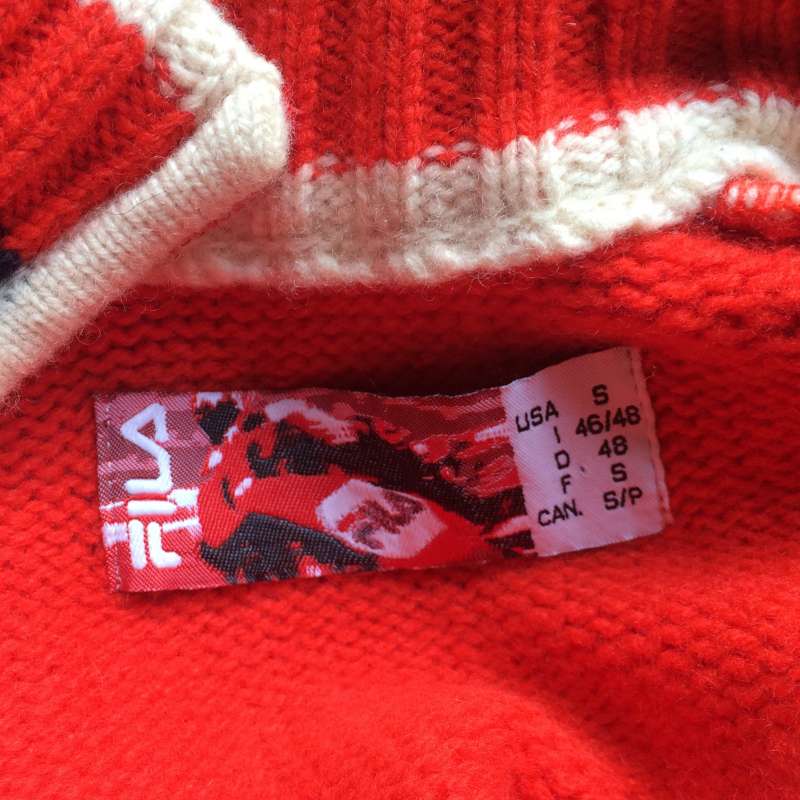 FILA
USA S
I 46/48
D 48
F S
CAN. S/P